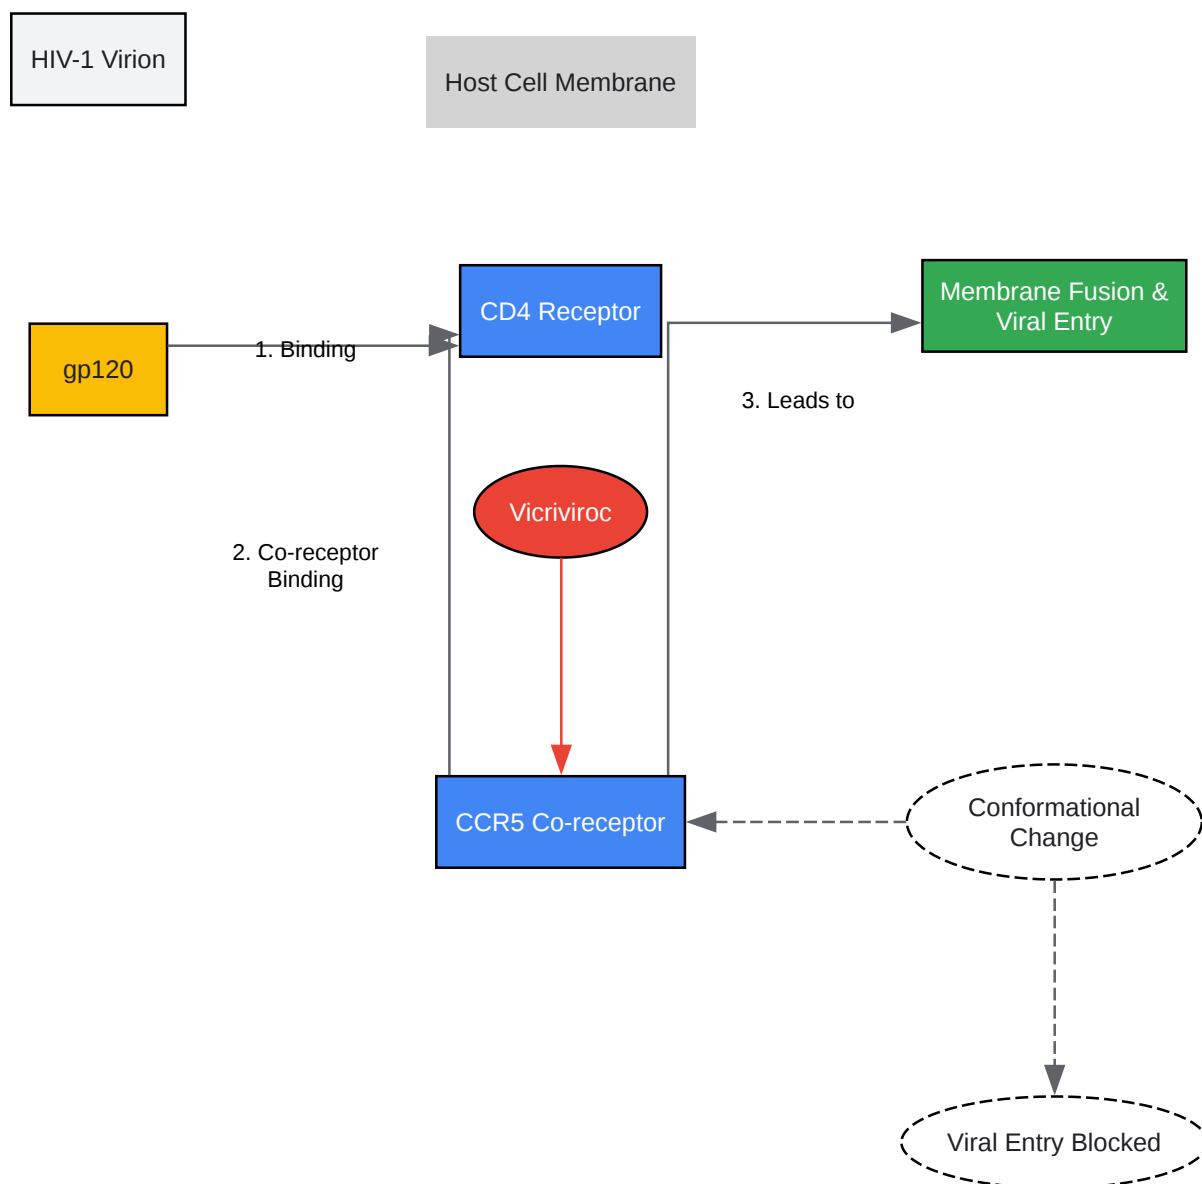 HIV-1 Virion
Host Cell Membrane
CD4 Receptor
Membrane Fusion &
Viral Entry
gp120
1. Binding
3. Leads to
Vicriviroc
2. Co-receptor
Binding
CCR5 Co-receptor
Conformational
Change
Viral Entry Blocked